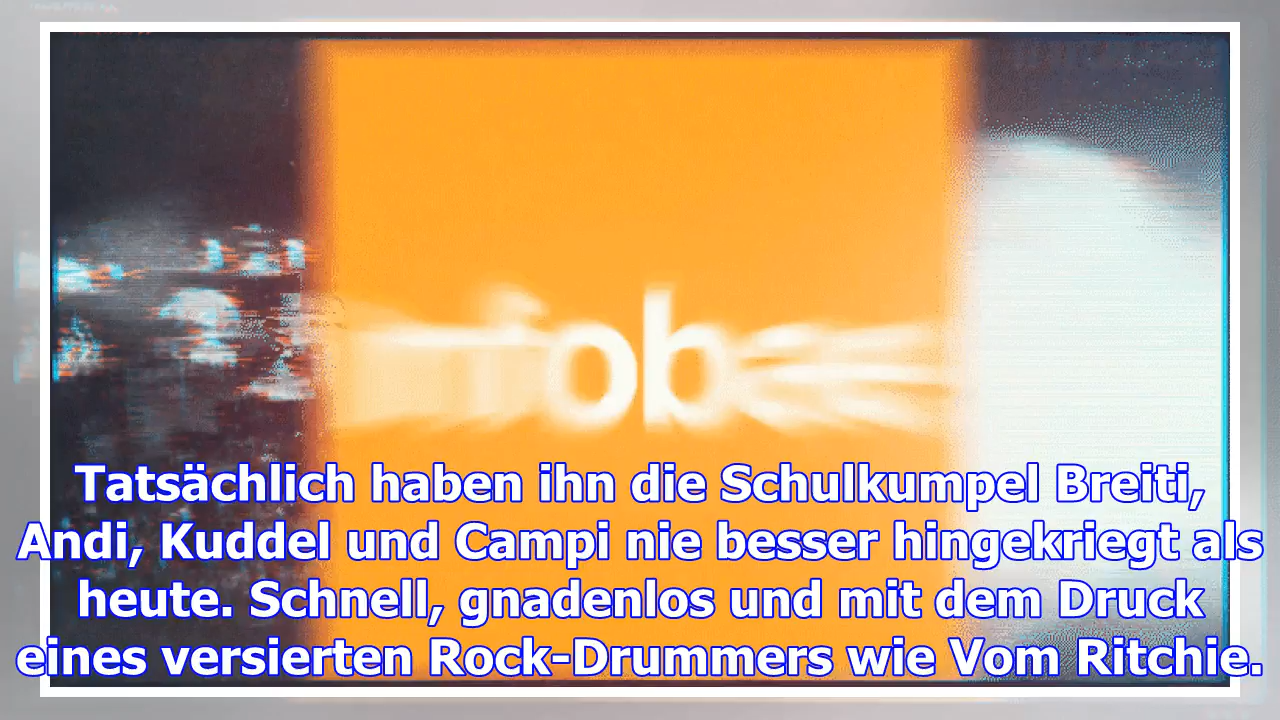 ob
Tatsächlich haben ihn die Schulkumpel Breiti,
Andi, Kuddel und Campi nie besser hingekriegt als
heute. Schnell, gnadenlos und mit dem Druck
eines versierten Rock-Drummers wie Vom Ritchie.